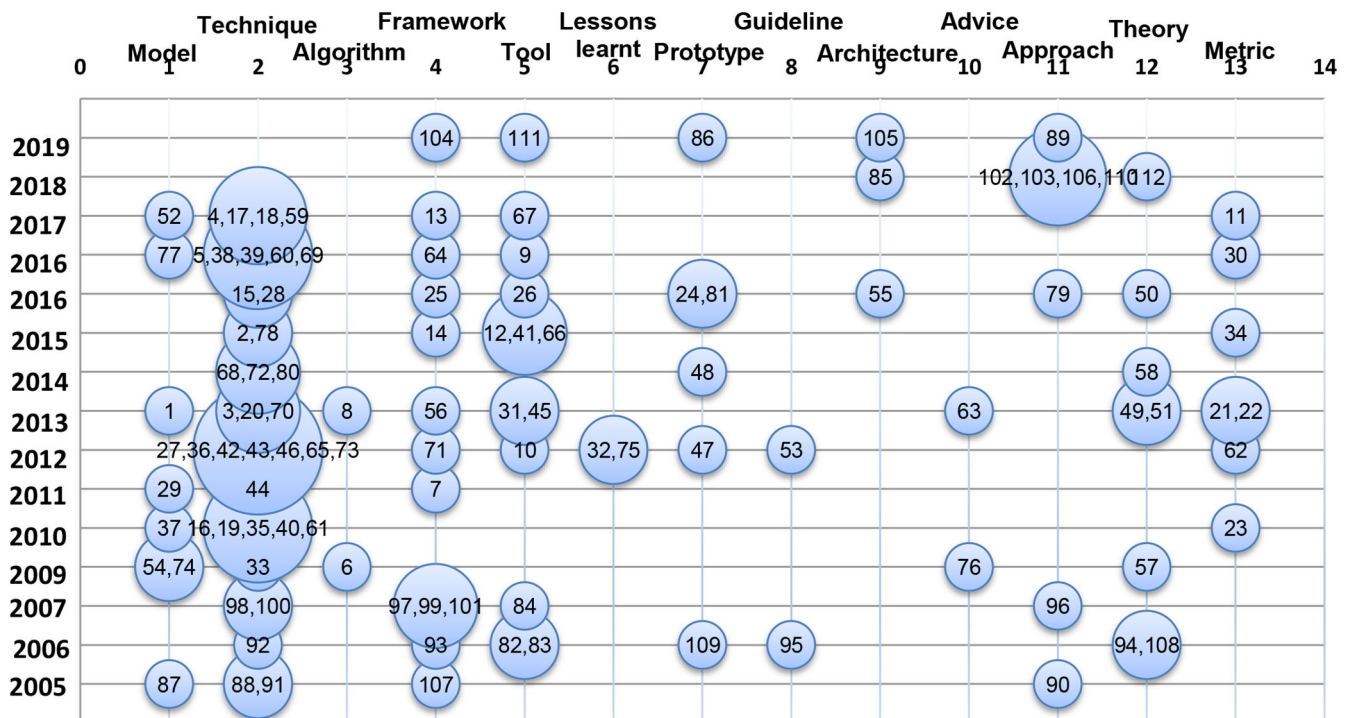 Technique Framework Lessons learnt Guideline Advice Theory
Model Algorithm Tool Prototype Architecture Approach Metric
0 1 2 3 4 5 6 7 8 9 10 11 12 13 14
2019 104 111 86 105 89
2018 85 102,103,106,110 112
2017 52 4,17,18,59 13 67 11
2016 77 5,38,39,60,69 64 9 30
2016 15,28 25 26 24,81 55 79 50
2015 2,78 14 12,41,66 34
2014 68,72,80 48 58
2013 1 3,20,70 8 56 31,45 63 49,51 21,22
2012 27,36,42,43,46,65,73 71 10 32,75 47 53 62
2011 29 44 7
2010 37 16,19,35,40,61 23
2009 54,74 33 6 76 57
2007 98,100 97,99,101 84 96
2006 92 93 82,83 109 95 94,108
2005 87 88,91 107 90